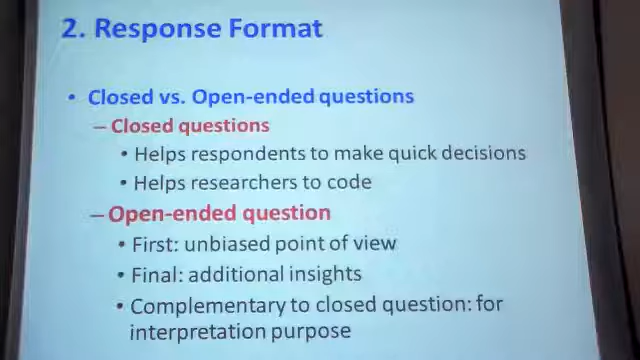 2. Response Format
• Closed vs. Open-ended questions
– Closed questions
• Helps respondents to make quick decisions
• Helps researchers to code
– Open-ended question
• First: unbiased point of view
• Final: additional insights
• Complementary to closed question: for
interpretation purpose